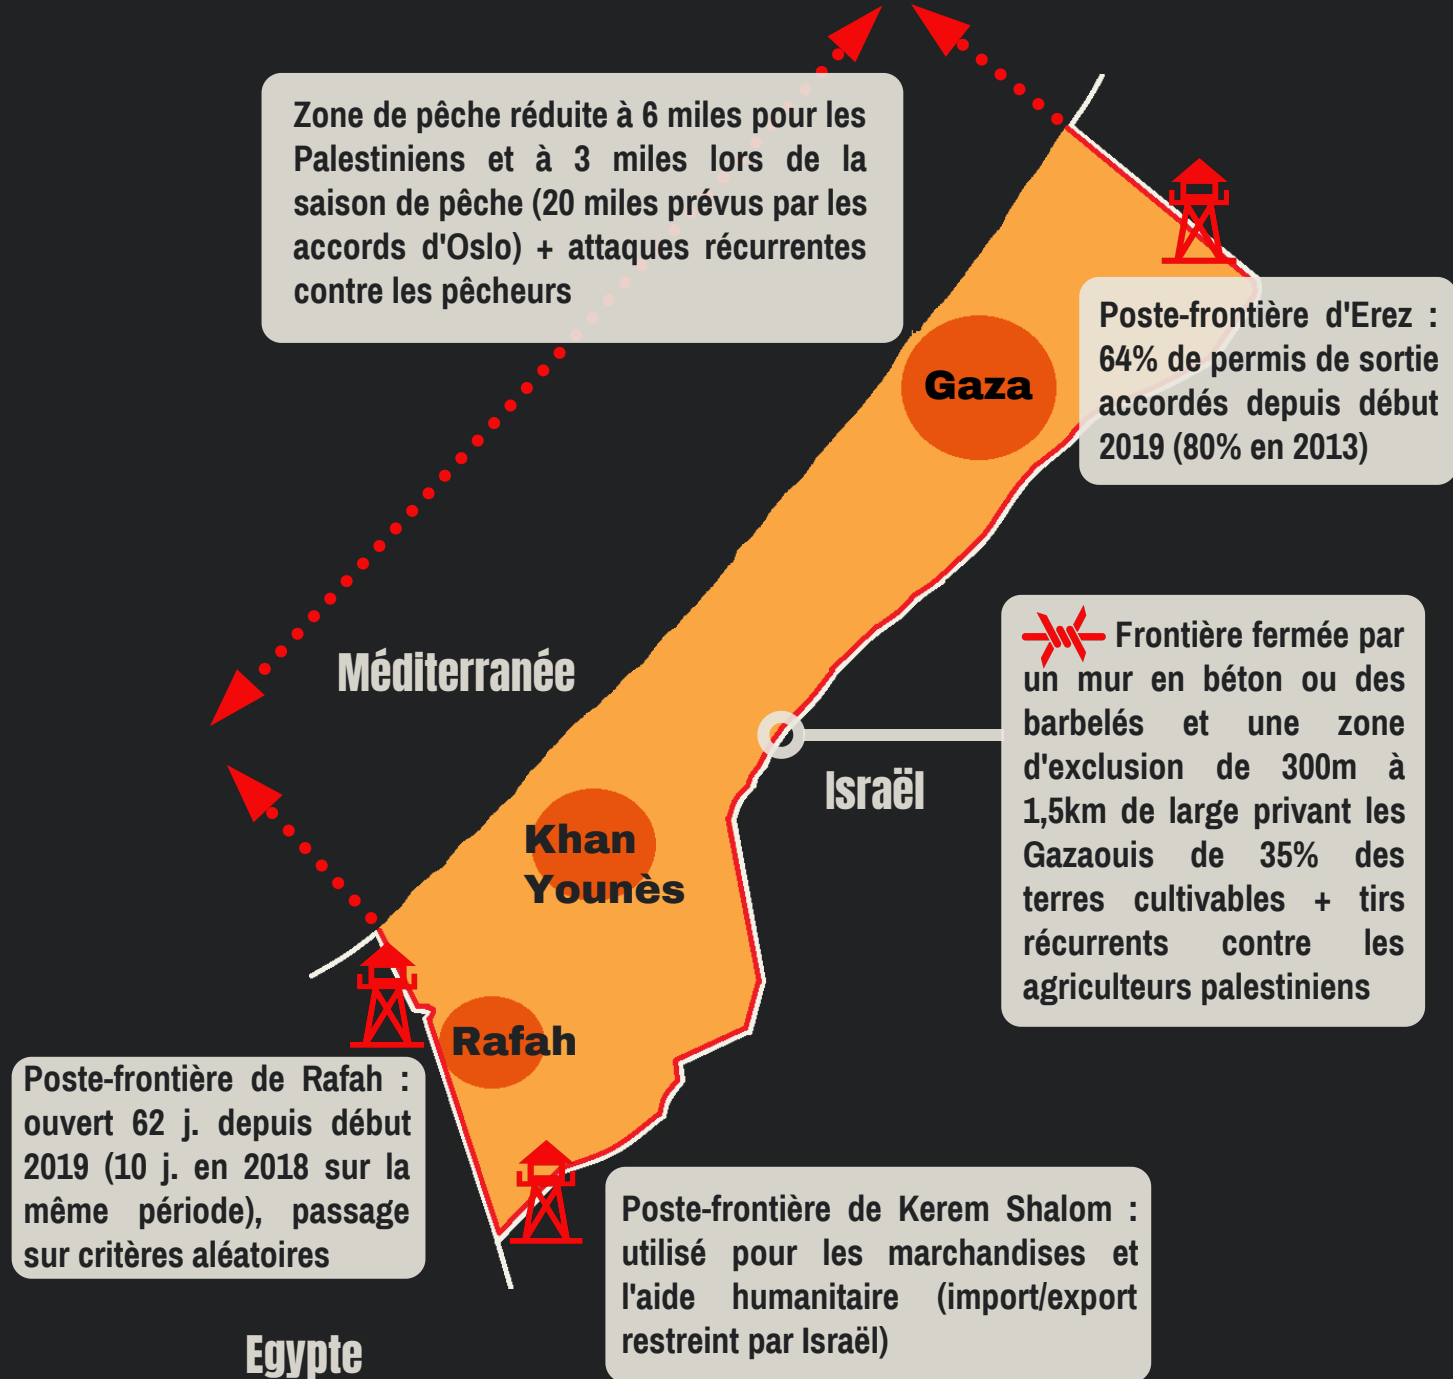 Zone de pêche réduite à 6 miles pour les
Palestiniens et à 3 miles lors de la
saison de pêche (20 miles prévus par les
accords d'Oslo) + attaques récurrentes
contre les pêcheurs
Poste-frontière d'Erez :
64% de permis de sortie
accordés depuis début
2019 (80% en 2013)
Gaza
Frontière fermée par
un mur en béton ou des
barbelés et une zone
d'exclusion de 300m à
1,5km de large privant les
Gazaouis de 35% des
terres cultivables + tirs
récurrents contre les
agriculteurs palestiniens
Méditerranée
Israël
Khan
Younès
Rafah
Poste-frontière de Rafah :
ouvert 62 j. depuis début
2019 (10 j. en 2018 sur la
même période), passage
sur critères aléatoires
Poste-frontière de Kerem Shalom :
utilisé pour les marchandises et
l'aide humanitaire (import/export
restreint par Israël)
Egypte